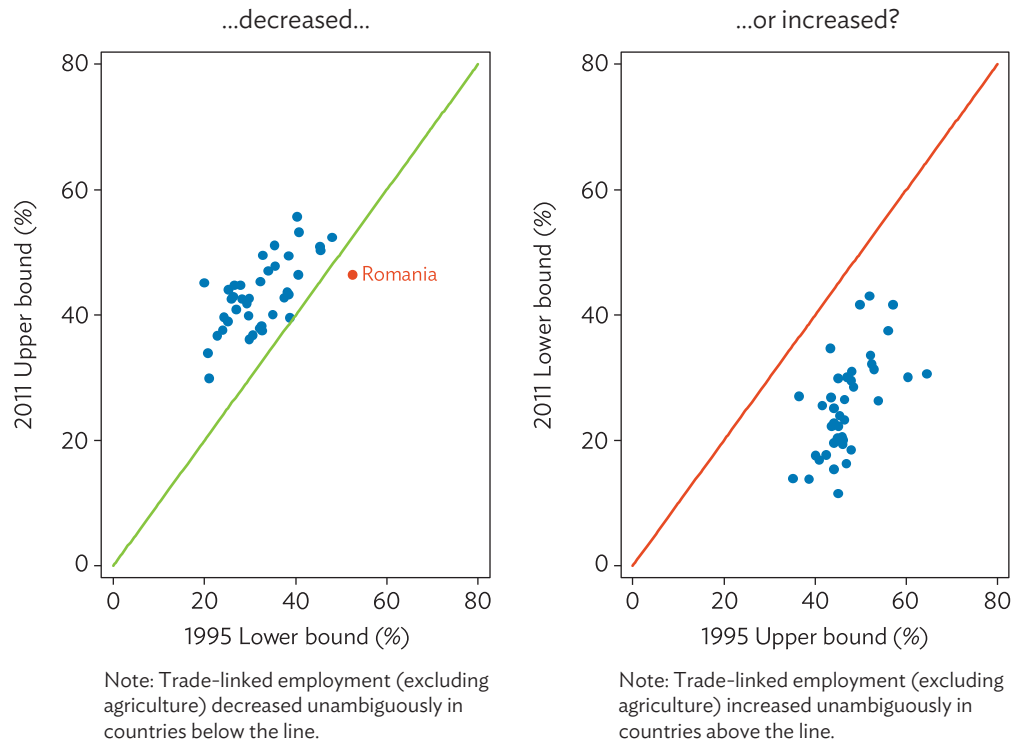 ...decreased...
80
60
40
20
0
2011 Upper bound (%)
Romania
0 20 40 60 80
1995 Lower bound (%)
Note: Trade-linked employment (excluding
agriculture) decreased unambiguously in
countries below the line.
...or increased?
80
60
40
20
0
2011 Lower bound (%)
0 20 40 60 80
1995 Upper bound (%)
Note: Trade-linked employment (excluding
agriculture) increased unambiguously in
countries above the line.